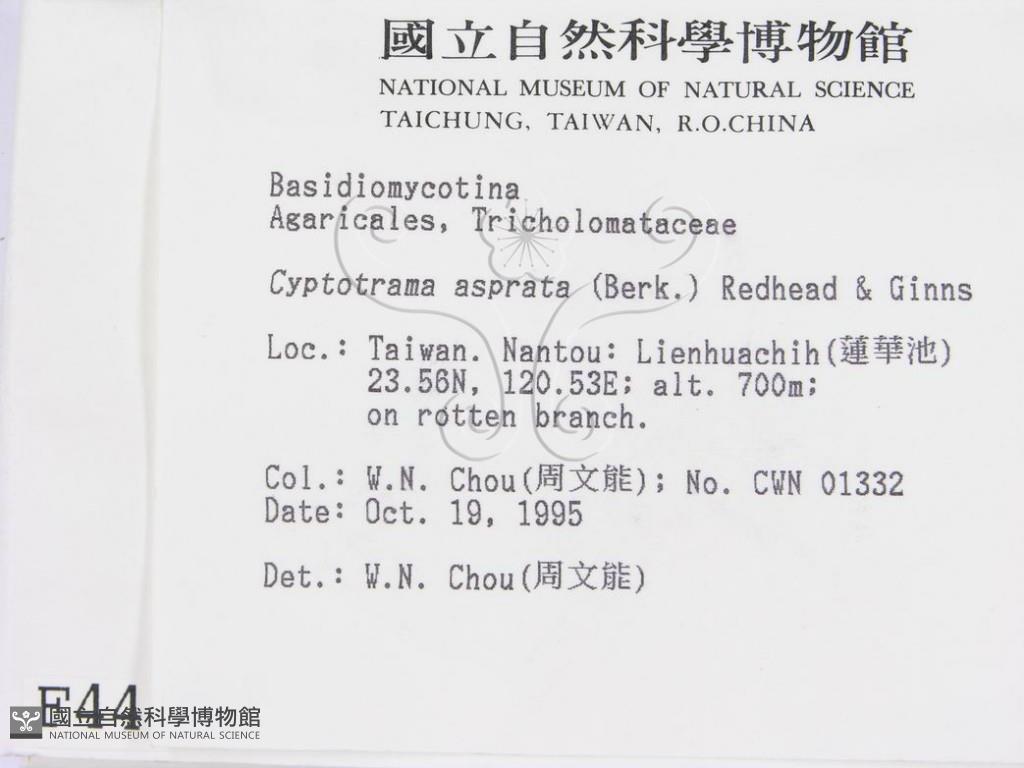 國立自然科學博物館
NATIONAL MUSEUM OF NATURAL SCIENCE
TAICHUNG, TAIWAN, R.O.CHINA
Basidiomycotina
Agaricales, Tricholomataceae
Cyptotrama asprata (Berk.) Redhead & Ginns
Loc.: Taiwan. Nantou: Lienhuachih(蓮華池)
23.56N, 120.53E; alt. 700m;
on rotten branch.
Col.: W.N. Chou(周文能); No. CWN 01332
Date: Oct. 19, 1995
Det.: W.N. Chou(周文能)
E44
國立自然科學博物館
NATIONAL MUSEUM OF NATURAL SCIENCE